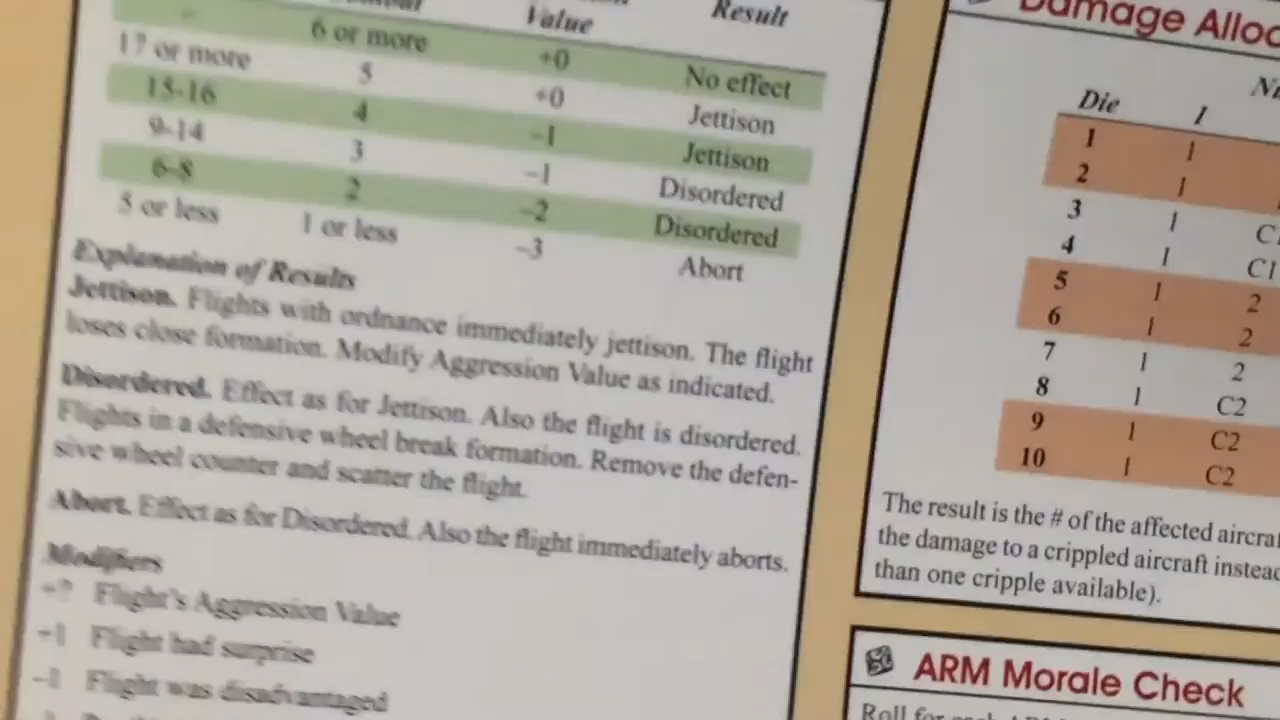 Value Result
– 6 or more +0 No effect
17 or more 5 +0 Jettison
15-16 4 –1 Jettison
9-14 3 –1 Disordered
6-8 2 –2 Disordered
5 or less 1 or less –3 Abort
Explanation of Results
Jettison. Flights with ordnance immediately jettison. The flight
loses close formation. Modify Aggression Value as indicated.
Disordered. Effect as for Jettison. Also the flight is disordered.
Flights in a defensive wheel break formation. Remove the defen-
sive wheel counter and scatter the flight.
Abort. Effect as for Disordered. Also the flight immediately aborts.
Modifiers
+? Flight's Aggression Value
+1 Flight had surprise
–1 Flight was disadvantaged
Damage Alloc
Die 1
1 1
2 1
3 1
4 1 C1
5 1 2
6 1 2
7 1 2
8 1 C2
9 1 C2
10 1 C2
The result is the # of the affected aircra
the damage to a crippled aircraft instea
than one cripple available).
ARM Morale Check
Roll for